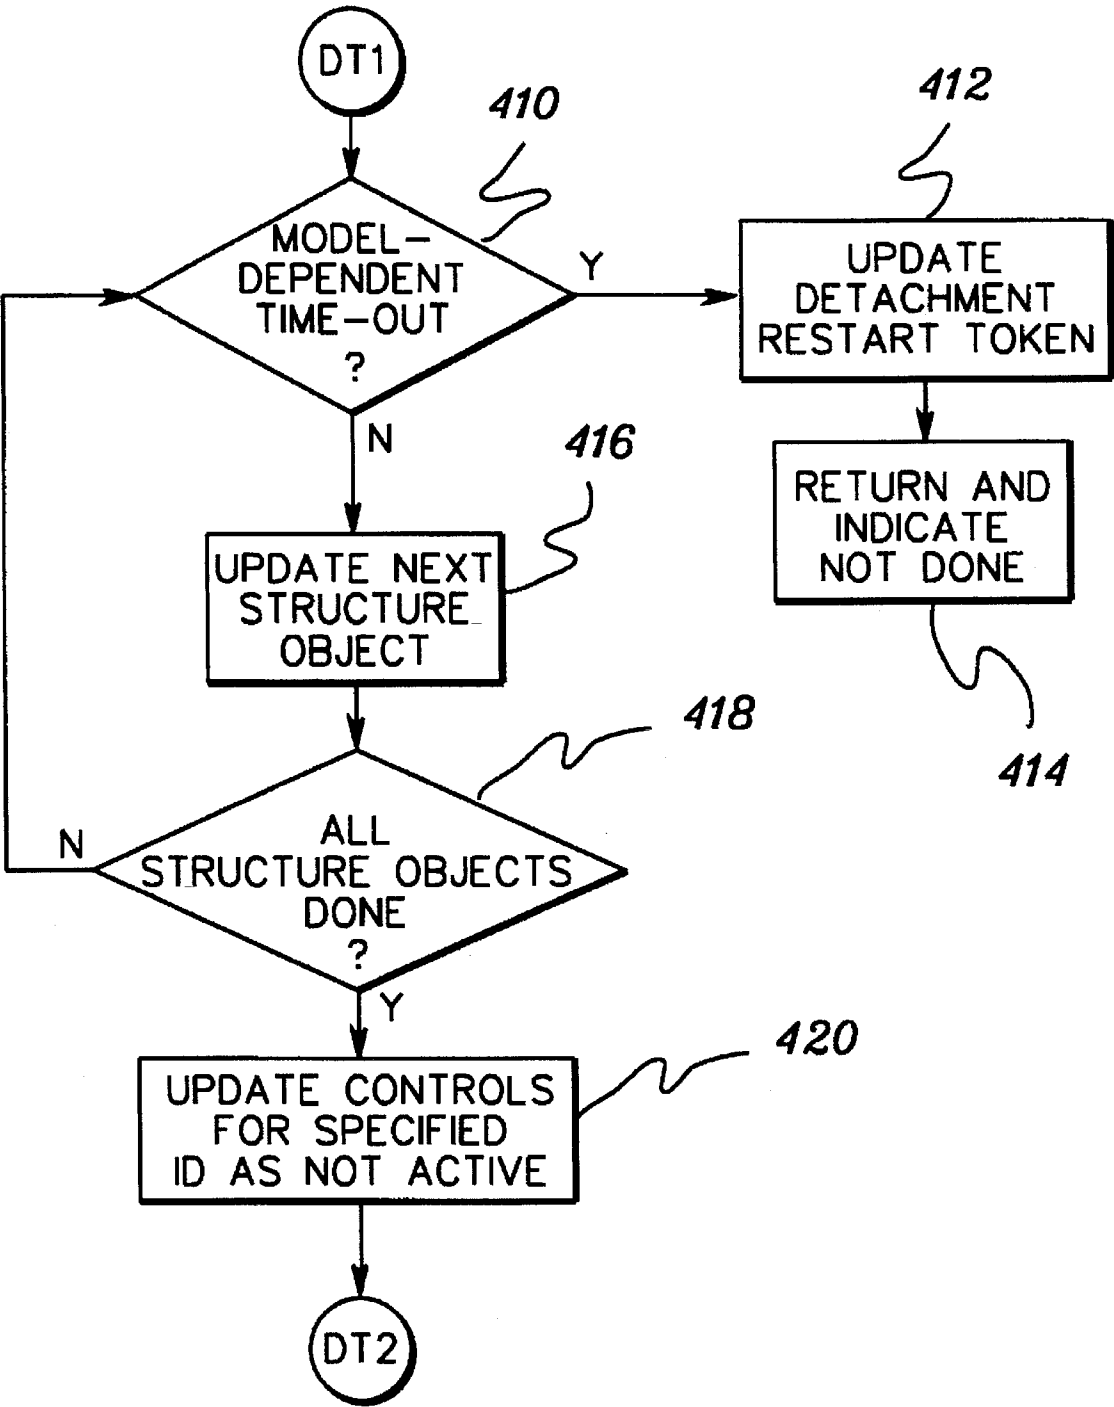 DT1
410
412
MODEL-
DEPENDENT
TIME-OUT
?
Y
N
UPDATE
DETACHMENT
RESTART TOKEN
RETURN AND
INDICATE
NOT DONE
414
416
UPDATE NEXT
STRUCTURE
OBJECT
418
ALL
STRUCTURE OBJECTS
DONE
?
N
Y
420
UPDATE CONTROLS
FOR SPECIFIED
ID AS NOT ACTIVE
DT2